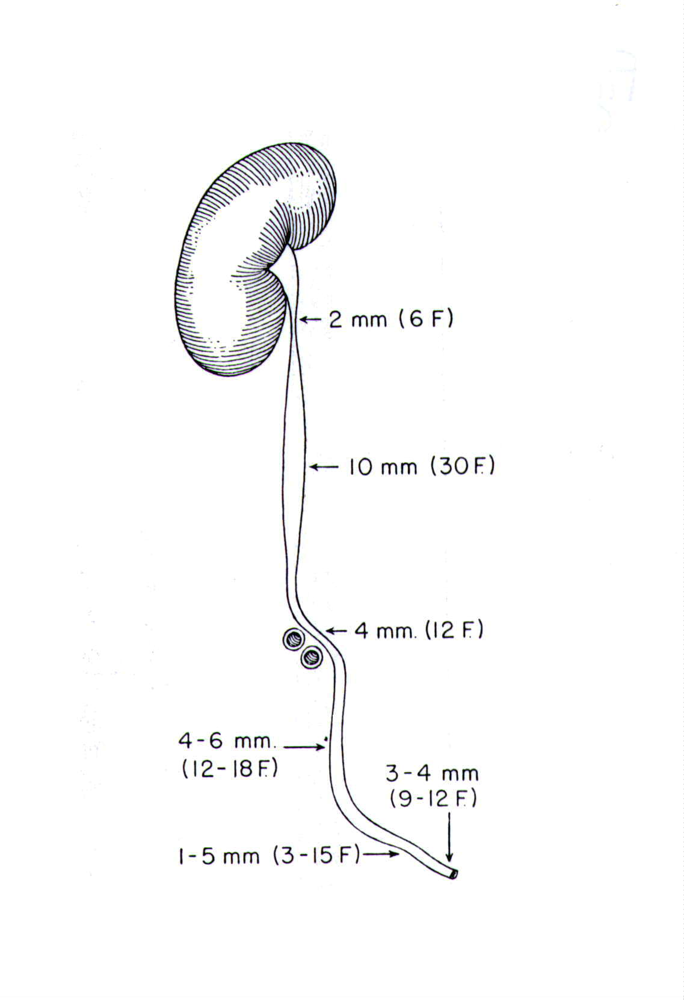 2 mm (6 F)
10 mm (30 F.)
4 mm. (12 F.)
4-6 mm.
(12-18 F.)
3-4 mm
(9-12 F.)
1-5 mm (3-15 F)